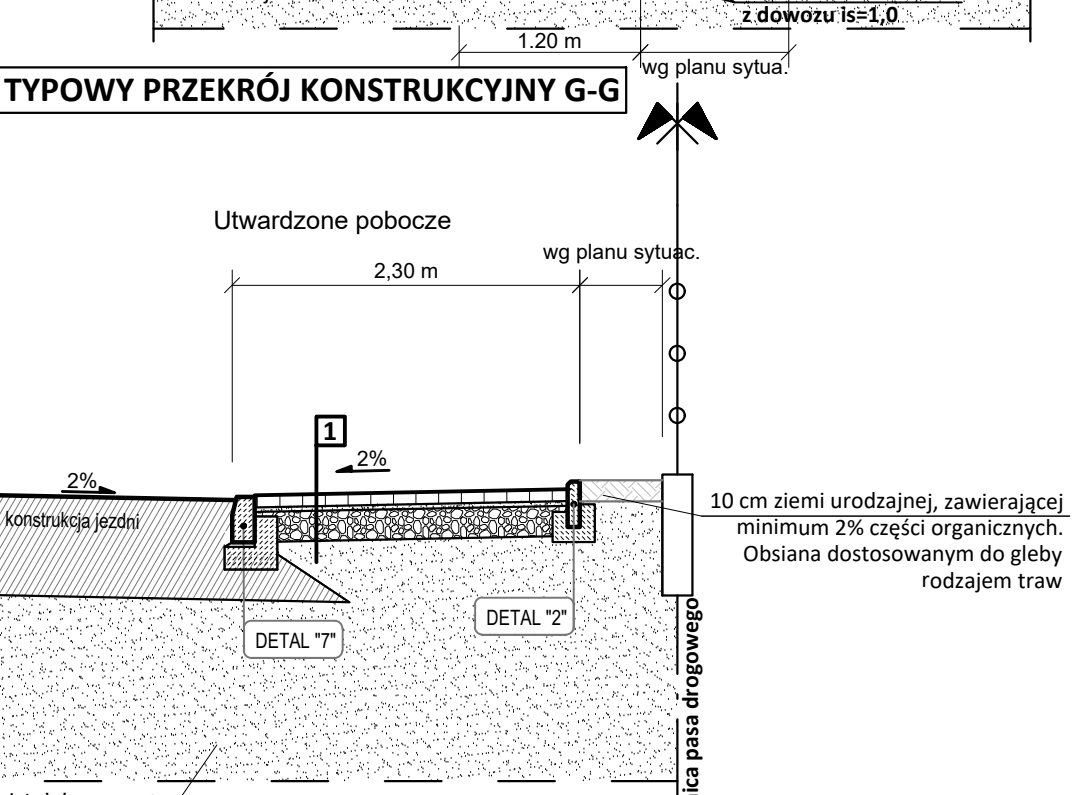 z dowozu is=1,0
1.20 m
wg planu sytua.
TYPOWY PRZEKRÓJ KONSTRUKCYJNY G-G
Utwardzone pobocze
wg planu sytuac.
2,30 m
1
2%
2%
konstrukcja jezdni
10 cm ziemi urodzajnej, zawierającej
minimum 2% części organicznych.
Obsiana dostosowanym do gleby
rodzajem traw
DETAL "7"
DETAL "2"
pasa drogowego